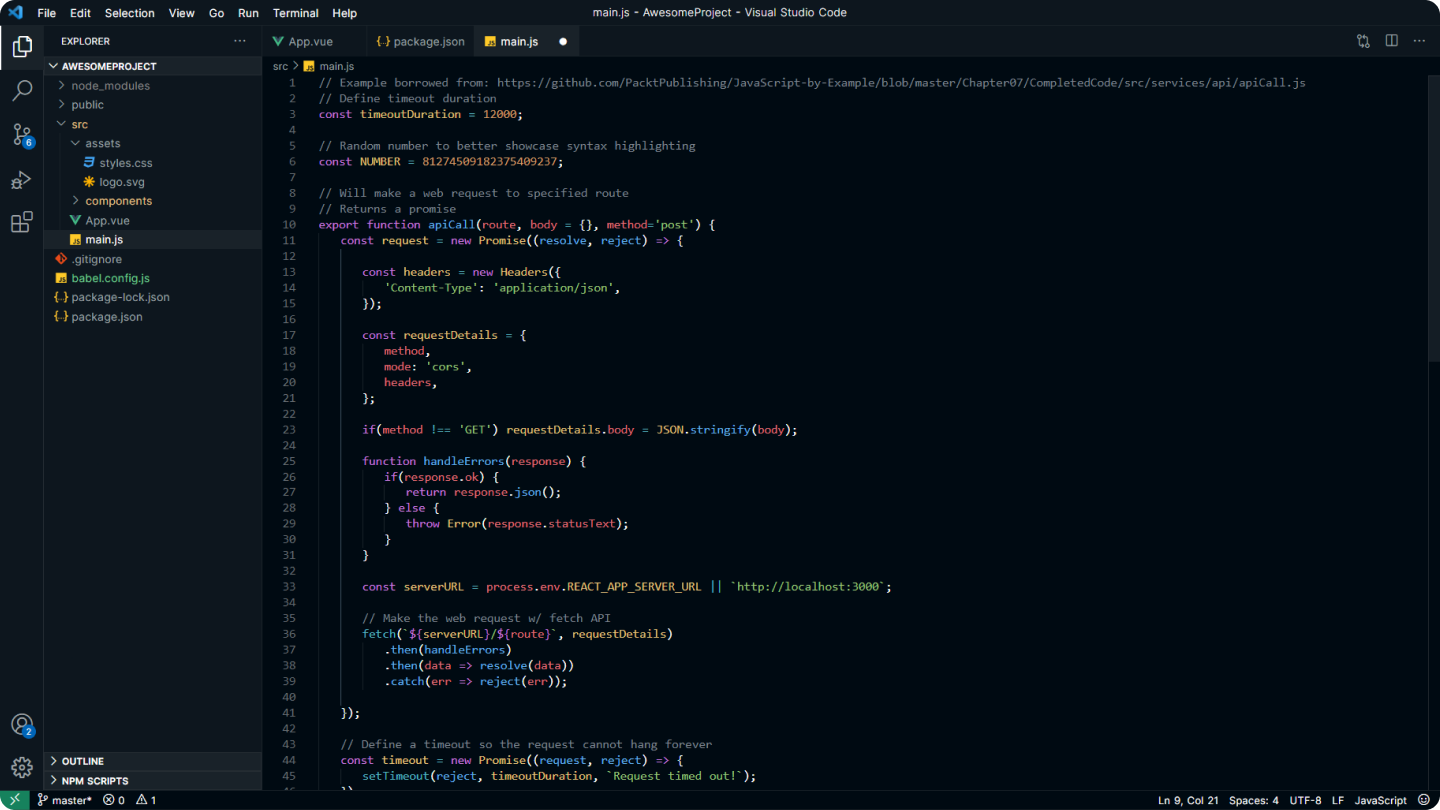 File Edit Selection View Go Run Terminal Help
main.js - AwesomeProject - Visual Studio Code
EXPLORER
AWESOMEPROJECT
node_modules
public
src
assets
styles.css
logo.svg
components
App.vue
main.js
.gitignore
babel.config.js
package-lock.json
package.json
OUTLINE
NPM SCRIPTS
6
2
App.vue
package.json
main.js
src > main.js
1 // Example borrowed from: https://github.com/PacktPublishing/JavaScript-by-Example/blob/master/Chapter07/CompletedCode/src/services/api/apiCall.js
2 // Define timeout duration
3 const timeoutDuration = 12000;
4
5 // Random number to better showcase syntax highlighting
6 const NUMBER = 81274509182375409237;
7
8 // Will make a web request to specified route
9 // Returns a promise
10 export function apiCall(route, body = {}, method='post') {
11 const request = new Promise((resolve, reject) => {
12
13 const headers = new Headers({
14 'Content-Type': 'application/json',
15 });
16
17 const requestDetails = {
18 method,
19 mode: 'cors',
20 headers,
21 };
22
23 if(method !== 'GET') requestDetails.body = JSON.stringify(body);
24
25 function handleErrors(response) {
26 if(response.ok) {
27 return response.json();
28 } else {
29 throw Error(response.statusText);
30 }
31 }
32
33 const serverURL = process.env.REACT_APP_SERVER_URL || `http://localhost:3000`;
34
35 // Make the web request w/ fetch API
36 fetch(`${serverURL}/${route}`, requestDetails)
37 .then(handleErrors)
38 .then(data => resolve(data))
39 .catch(err => reject(err));
40
41 });
42
43 // Define a timeout so the request cannot hang forever
44 const timeout = new Promise((request, reject) => {
45 setTimeout(reject, timeoutDuration, `Request timed out!`);
master* 0 1
Ln 9, Col 21 Spaces: 4 UTF-8 LF JavaScript